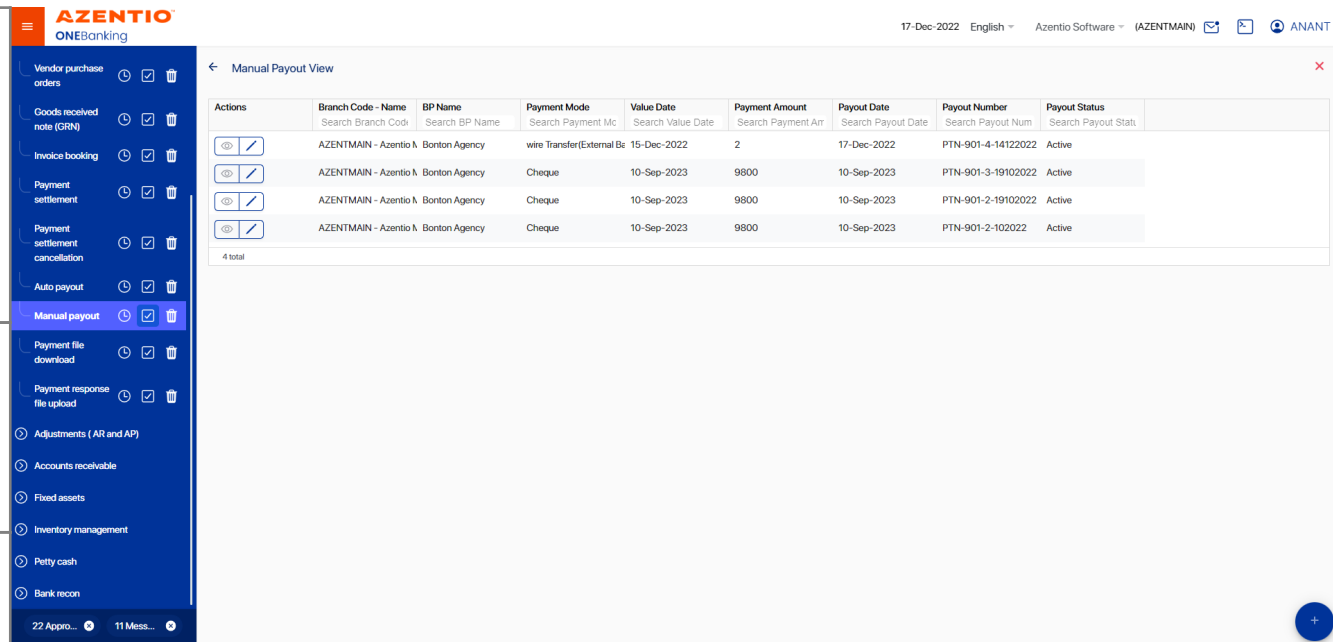 AZENTIO
ONEBanking
17-Dec-2022 English Azentio Software (AZENTMAIN) ANANT
Vendor purchase
orders
Goods received
note (GRN)
Invoice booking
Payment
settlement
Payment
settlement
cancellation
Auto payout
Manual payout
Payment file
download
Payment response
file upload
Adjustments ( AR and AP)
Accounts receivable
Fixed assets
Inventory management
Petty cash
Bank recon
22 Appro... 11 Mess...
Manual Payout View
Actions Branch Code - Name BP Name Payment Mode Value Date Payment Amount Payout Date Payout Number Payout Status
Search Branch Code Search BP Name Search Payment Mo Search Value Date Search Payment Am Search Payout Date Search Payout Num Search Payout Statu
AZENTMAIN - Azentio M Bonton Agency wire Transfer(External Ba 15-Dec-2022 2 17-Dec-2022 PTN-901-4-14122022 Active
AZENTMAIN - Azentio M Bonton Agency Cheque 10-Sep-2023 9800 10-Sep-2023 PTN-901-3-19102022 Active
AZENTMAIN - Azentio M Bonton Agency Cheque 10-Sep-2023 9800 10-Sep-2023 PTN-901-2-19102022 Active
AZENTMAIN - Azentio M Bonton Agency Cheque 10-Sep-2023 9800 10-Sep-2023 PTN-901-2-102022 Active
4 total